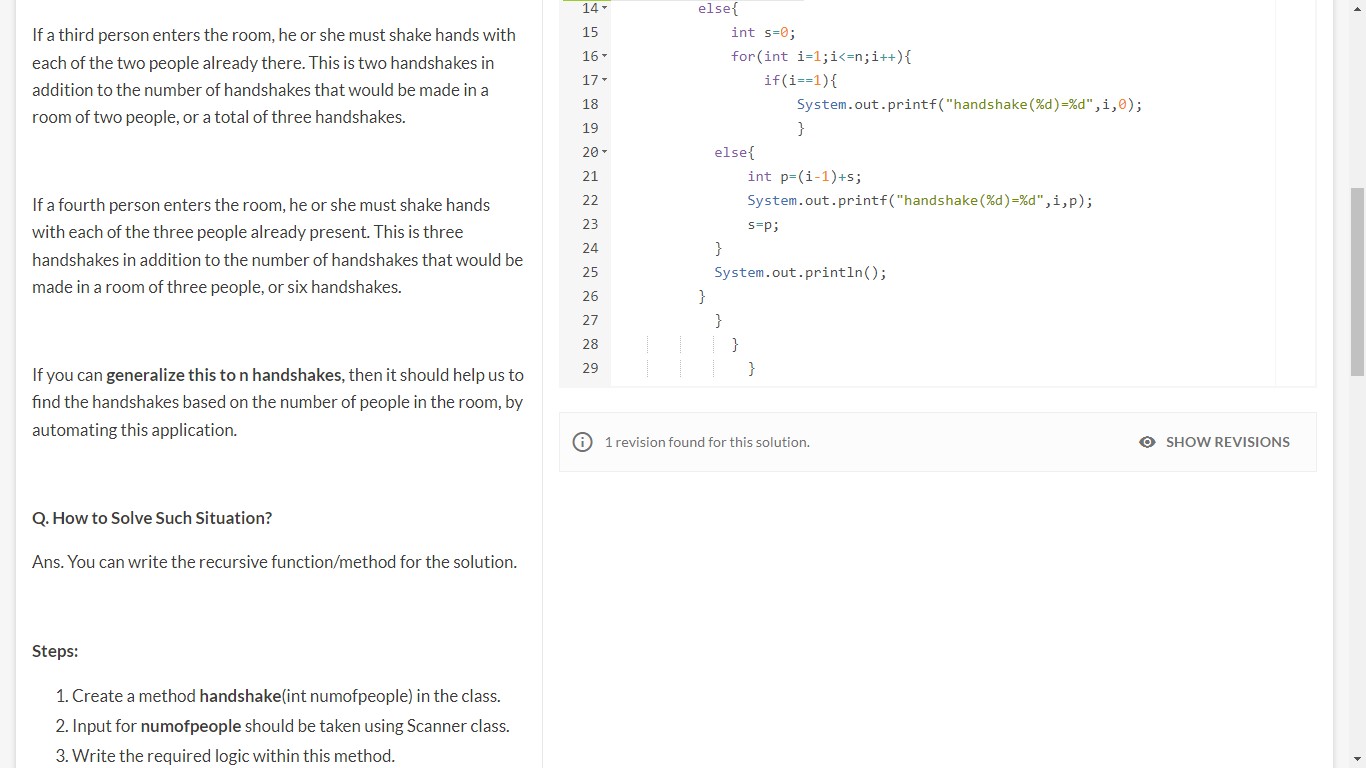 If a third person enters the room, he or she must shake hands with
each of the two people already there. This is two handshakes in
addition to the number of handshakes that would be made in a
room of two people, or a total of three handshakes.
If a fourth person enters the room, he or she must shake hands
with each of the three people already present. This is three
handshakes in addition to the number of handshakes that would be
made in a room of three people, or six handshakes.
If you can generalize this to n handshakes, then it should help us to
find the handshakes based on the number of people in the room, by
automating this application.
Q. How to Solve Such Situation?
Ans. You can write the recursive function/method for the solution.
Steps:
1. Create a method handshake(int numofpeople) in the class.
2. Input for numofpeople should be taken using Scanner class.
3. Write the required logic within this method.
14 else{
15 int s=0;
16 for(int i=1;i<=n;i++){
17 if(i==1){
18 System.out.printf("handshake(%d)=%d",i,0);
19 }
20 else{
21 int p=(i-1)+s;
22 System.out.printf("handshake(%d)=%d",i,p);
23 s=p;
24 }
25 System.out.println();
26 }
27 }
28 }
29 }
1 revision found for this solution. SHOW REVISIONS